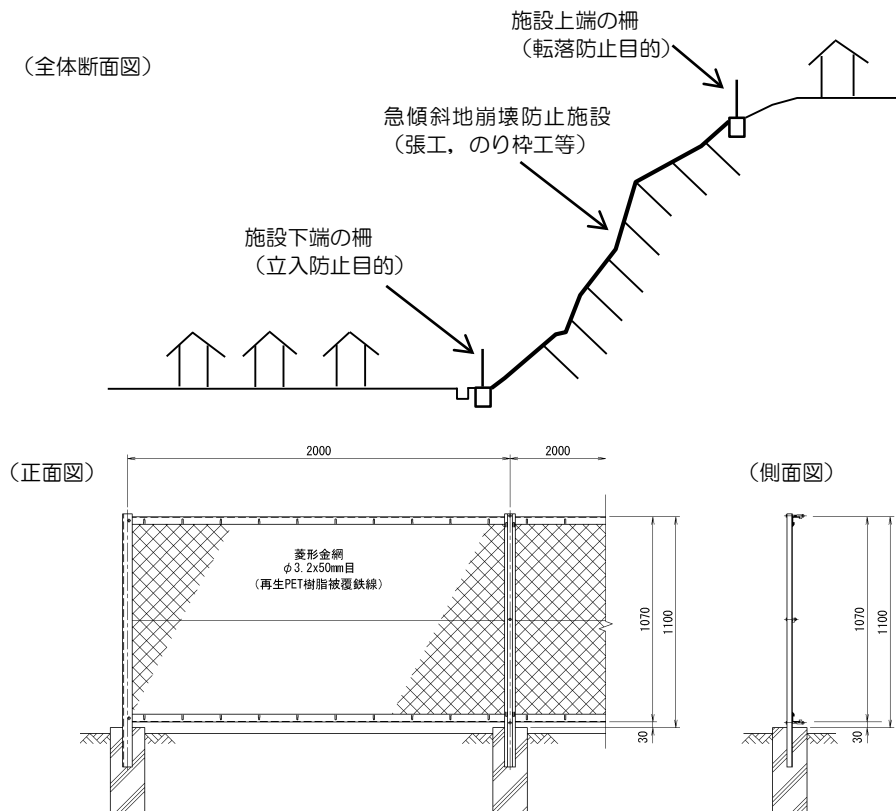 （全体断面図）
施設上端の柵
（転落防止目的）
急傾斜地崩壊防止施設
（張工，のり枠工等）
施設下端の柵
（立入防止目的）
（正面図）
2000
2000
菱形金網
φ3.2x50mm目
（再生PET樹脂被覆鉄線）
1070
1100
30
（側面図）
1070
1100
30